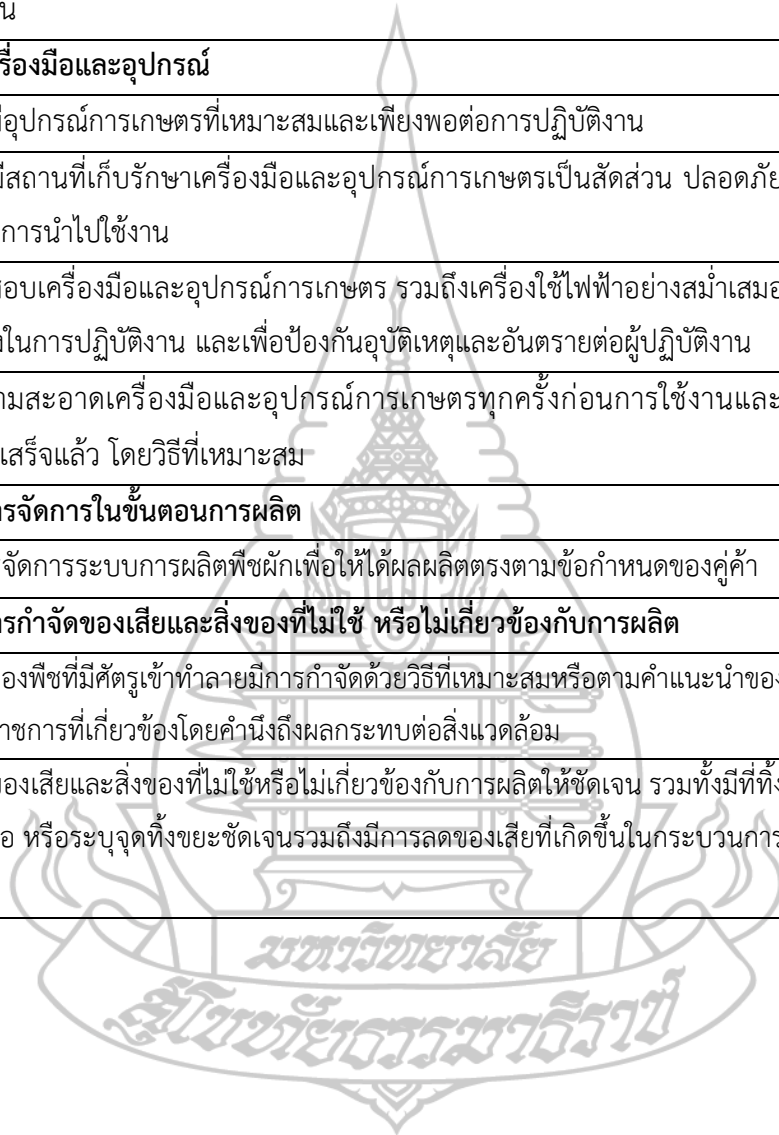 น
รื่องมือและอุปกรณ์
อุปกรณ์การเกษตรที่เหมาะสมและเพียงพอต่อการปฏิบัติงาน
มีสถานที่เก็บรักษาเครื่องมือและอุปกรณ์การเกษตรเป็นสัดส่วน ปลอดภัย
การนำไปใช้งาน
อบเครื่องมือและอุปกรณ์การเกษตร รวมถึงเครื่องใช้ไฟฟ้าอย่างสม่ำเสมอ
ในการปฏิบัติงาน และเพื่อป้องกันอุบัติเหตุและอันตรายต่อผู้ปฏิบัติงาน
ามสะอาดเครื่องมือและอุปกรณ์การเกษตรทุกครั้งก่อนการใช้งานและ
เสร็จแล้ว โดยวิธีที่เหมาะสม
รจัดการในขั้นตอนการผลิต
จัดการระบบการผลิตพืชผักเพื่อให้ได้ผลผลิตตรงตามข้อกำหนดของคู่ค้า
รกำจัดของเสียและสิ่งของที่ไม่ใช้ หรือไม่เกี่ยวข้องกับการผลิต
องพืชที่มีศัตรูเข้าทำลายมีการกำจัดด้วยวิธีที่เหมาะสมหรือตามคำแนะนำของ
าชการที่เกี่ยวข้องโดยคำนึงถึงผลกระทบต่อสิ่งแวดล้อม
องเสียและสิ่งของที่ไม่ใช้หรือไม่เกี่ยวข้องกับการผลิตให้ชัดเจน รวมทั้งมีที่ทิ้ง
อ หรือระบุจุดทิ้งขยะชัดเจนรวมถึงมีการลดของเสียที่เกิดขึ้นในกระบวนการ
มหาวิทยาลัย
สุโขทัยธรรมาธิราช